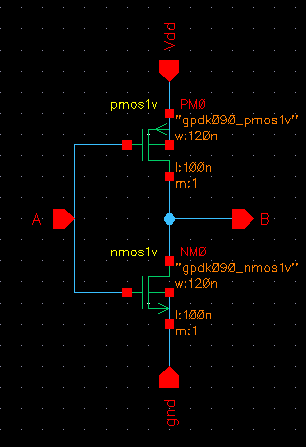 Vdd
pmos1v
PM0
"gpdk090_pmos1v"
w:120n
l:100n
m:1
A
B
nmos1v
NM0
"gpdk090_nmos1v"
w:120n
l:100n
m:1
gnd